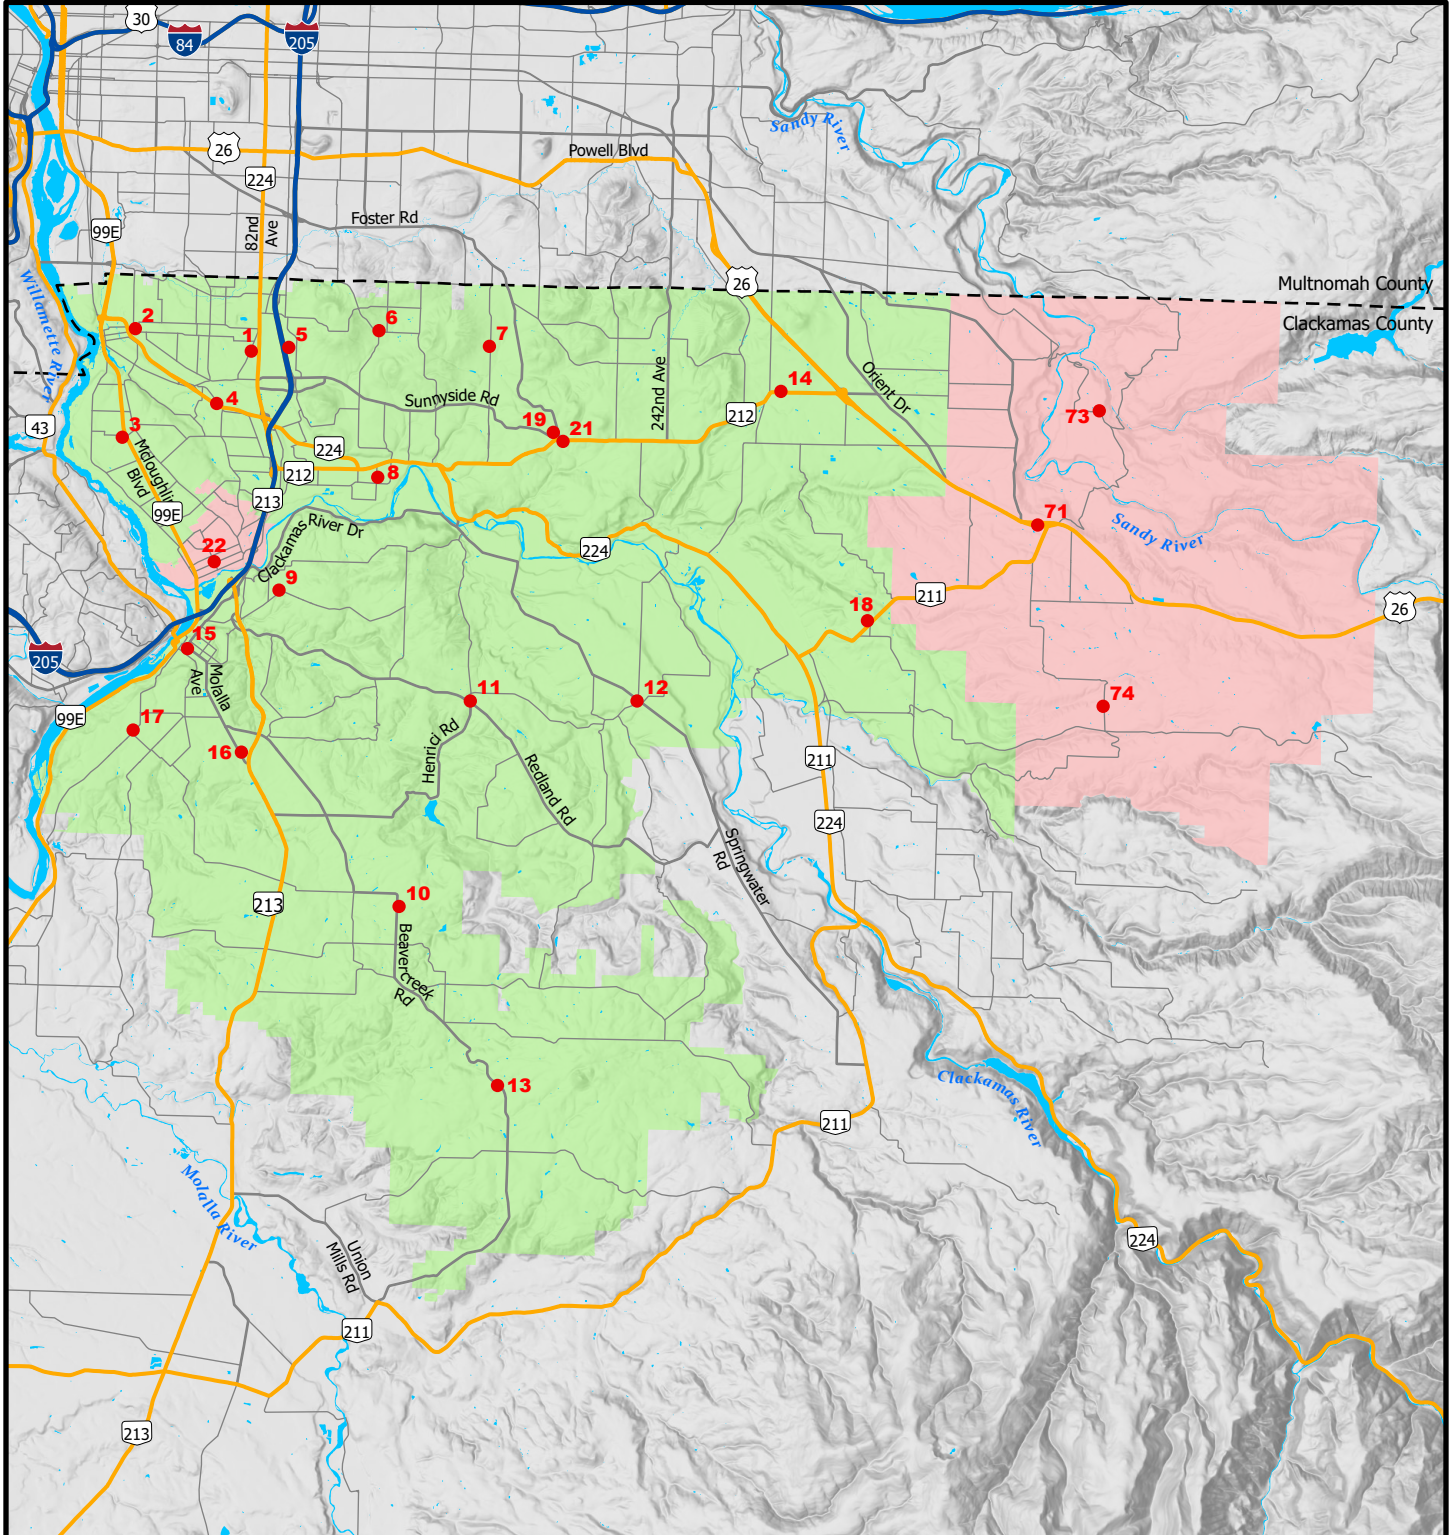 30
84
205
Sandy River
26
Powell Blvd
224
Foster Rd
82nd
Ave
99E
Willamette River
26
Multnomah County
Clackamas County
2
1
5
6
7
14
Orient Dr
242nd Ave
Sunnyside Rd
4
212
73
43
3
19
21
Mcloughlin
Blvd
224
212
8
213
99E
71
Sandy River
Clackamas River Dr
22
224
9
211
18
26
15
205
Molalla
Ave
11
12
74
99E
17
16
Henrici Rd
211
Redland Rd
224
Springwater
Rd
213
10
Beavercreek
Rd
13
Clackamas River
211
Molalla River
224
Union
Mills Rd
211
213